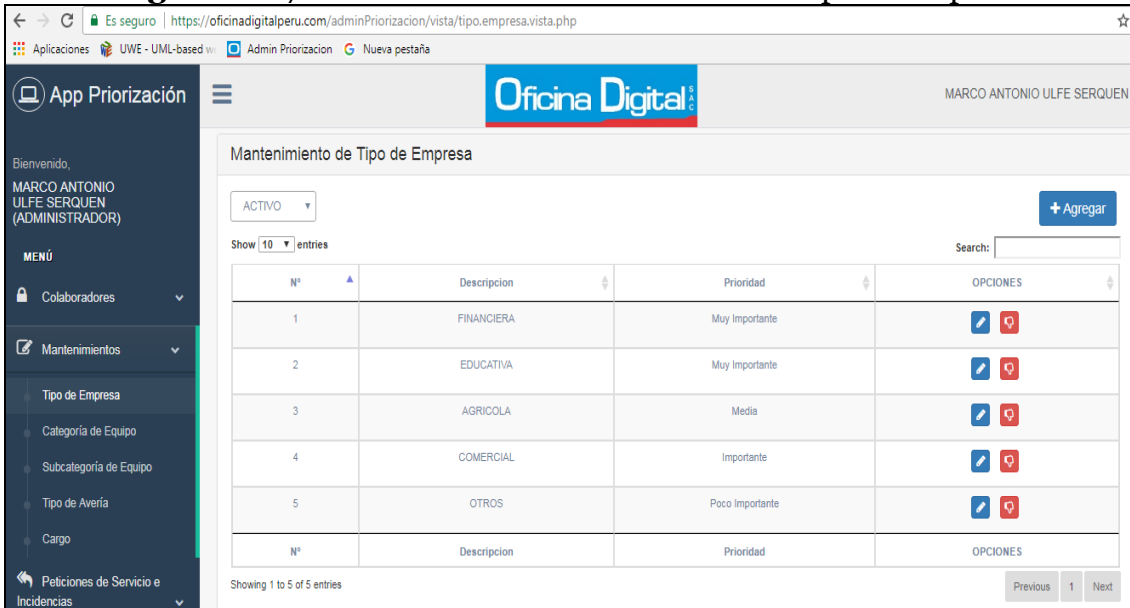 Es seguro | https://oficinadigitalperu.com/adminPriorizacion/vista/tipo.empresa.vista.php
Aplicaciones UWE - UML-based w Admin Priorizacion G Nueva pestaña
App Priorización
Oficina Digital SAC
MARCO ANTONIO ULFE SERQUEN
Bienvenido,
MARCO ANTONIO
ULFE SERQUEN
(ADMINISTRADOR)
MENÚ
Colaboradores
Mantenimientos
Tipo de Empresa
Categoría de Equipo
Subcategoría de Equipo
Tipo de Avería
Cargo
Peticiones de Servicio e
Incidencias
Mantenimiento de Tipo de Empresa
ACTIVO
+ Agregar
Show 10 entries
Search:
Nº Descripcion Prioridad OPCIONES
1 FINANCIERA Muy Importante
2 EDUCATIVA Muy Importante
3 AGRICOLA Media
4 COMERCIAL Importante
5 OTROS Poco Importante
Nº Descripcion Prioridad OPCIONES
Showing 1 to 5 of 5 entries
Previous 1 Next